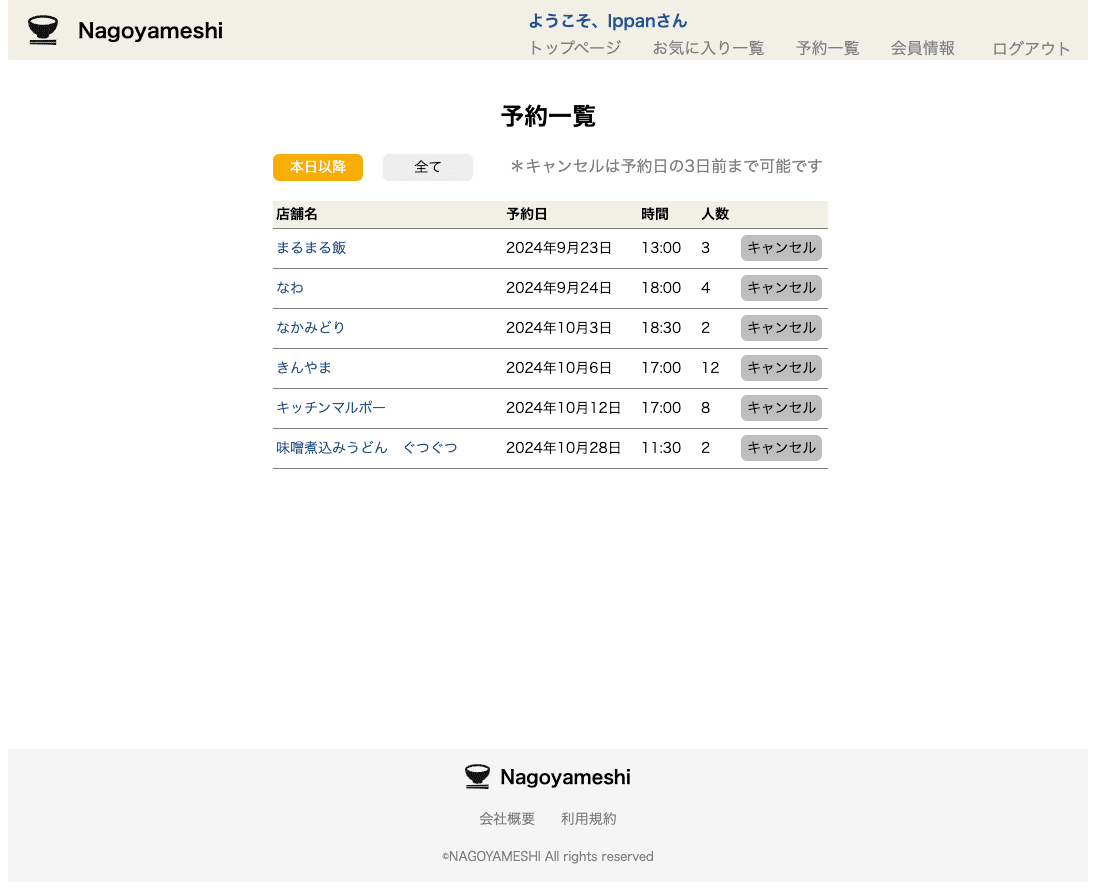 Nagoyameshi
ようこそ、Ippanさん
トップページ お気に入り一覧 予約一覧 会員情報 ログアウト
予約一覧
本日以降 全て ＊キャンセルは予約日の3日前まで可能です
店舗名 予約日 時間 人数
まるまる飯 2024年9月23日 13:00 3 キャンセル
なわ 2024年9月24日 18:00 4 キャンセル
なかみどり 2024年10月3日 18:30 2 キャンセル
きんやま 2024年10月6日 17:00 12 キャンセル
キッチンマルポー 2024年10月12日 17:00 8 キャンセル
味噌煮込みうどん　ぐつぐつ 2024年10月28日 11:30 2 キャンセル
Nagoyameshi
会社概要 利用規約
©NAGOYAMESHI All rights reserved